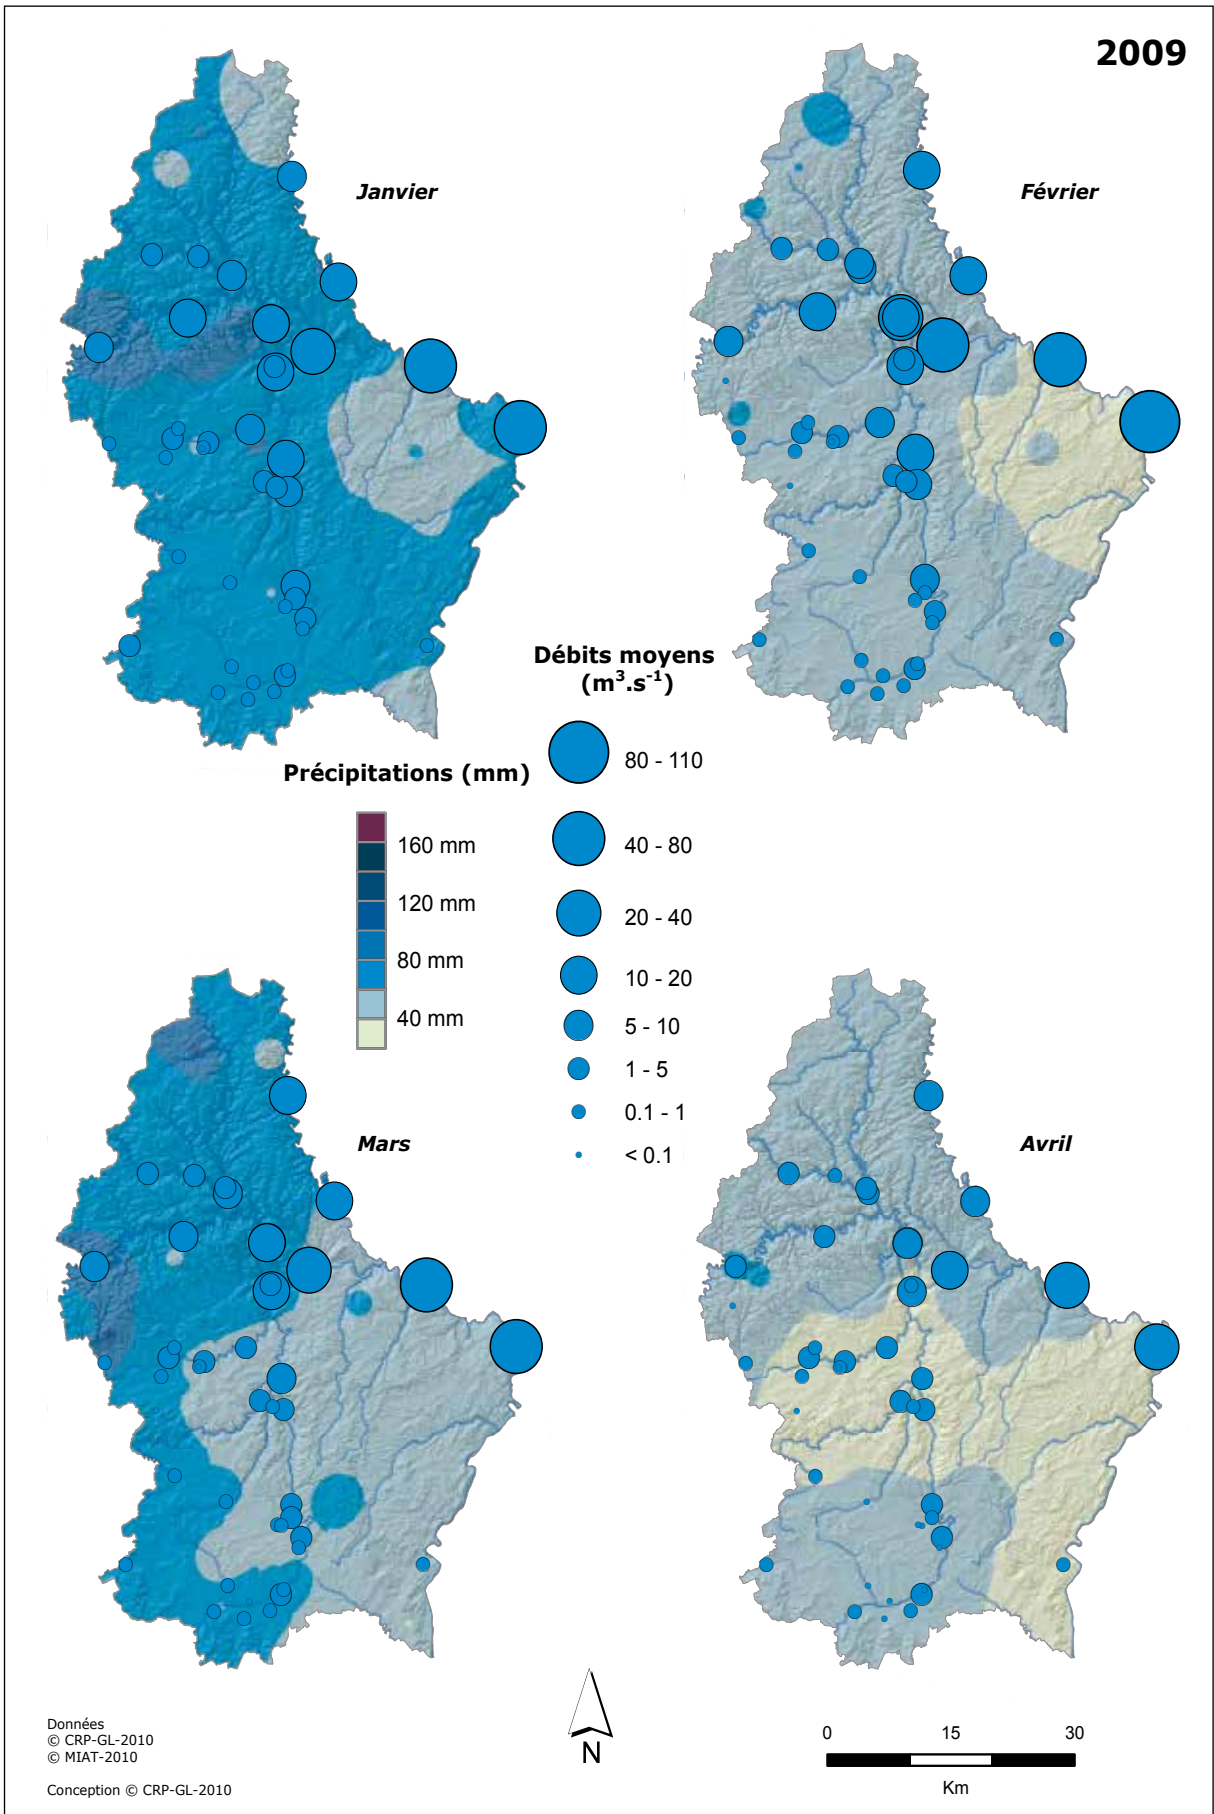 2009
Janvier
Février
Débits moyens
(m³.s⁻¹)
80 - 110
Précipitations (mm)
40 - 80
160 mm
20 - 40
120 mm
10 - 20
80 mm
5 - 10
40 mm
1 - 5
0.1 - 1
< 0.1
Mars
Avril
Données
© CRP-GL-2010
© MIAT-2010
Conception © CRP-GL-2010
N
0 15 30
Km